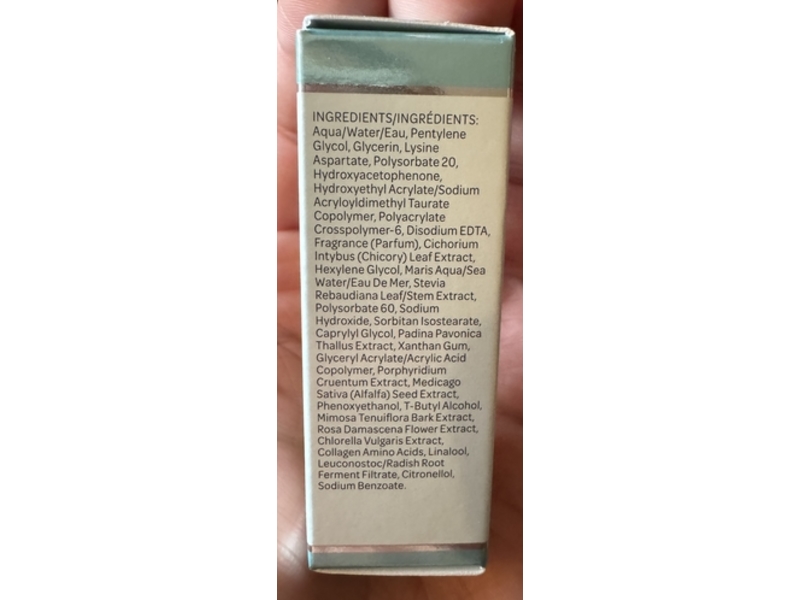 INGREDIENTS/INGRÉDIENTS:
Aqua/Water/Eau, Pentylene
Glycol, Glycerin, Lysine
Aspartate, Polysorbate 20,
Hydroxyacetophenone,
Hydroxyethyl Acrylate/Sodium
Acryloyldimethyl Taurate
Copolymer, Polyacrylate
Crosspolymer-6, Disodium EDTA,
Fragrance (Parfum), Cichorium
Intybus (Chicory) Leaf Extract,
Hexylene Glycol, Maris Aqua/Sea
Water/Eau De Mer, Stevia
Rebaudiana Leaf/Stem Extract,
Polysorbate 60, Sodium
Hydroxide, Sorbitan Isostearate,
Caprylyl Glycol, Padina Pavonica
Thallus Extract, Xanthan Gum,
Glyceryl Acrylate/Acrylic Acid
Copolymer, Porphyridium
Cruentum Extract, Medicago
Sativa (Alfalfa) Seed Extract,
Phenoxyethanol, T-Butyl Alcohol,
Mimosa Tenuiflora Bark Extract,
Rosa Damascena Flower Extract,
Chlorella Vulgaris Extract,
Collagen Amino Acids, Linalool,
Leuconostoc/Radish Root
Ferment Filtrate, Citronellol,
Sodium Benzoate.